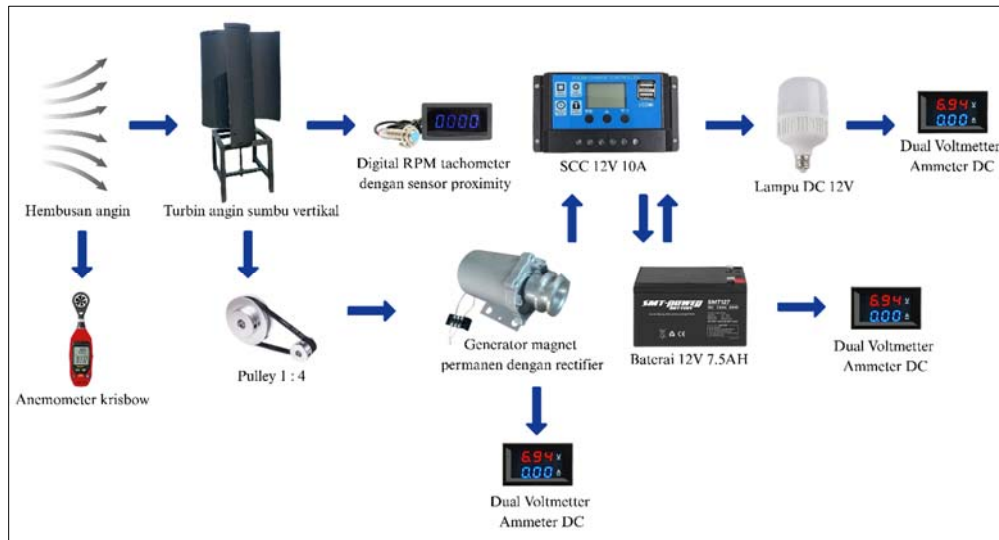 0000
Digital RPM tachometer
dengan sensor proximity
SCC 12V 10A
Lampu DC 12V
6.94 V
0.00 A
Dual Voltmetter
Ammeter DC
Hembusan angin
Turbin angin sumbu vertikal
Anemometer krisbow
Pulley 1 : 4
Generator magnet
permanen dengan rectifier
SMT-POWER
BATTERY
SMT127
Baterai 12V 7.5AH
6.94 V
0.00 A
Dual Voltmetter
Ammeter DC
6.94 V
0.00 A
Dual Voltmetter
Ammeter DC